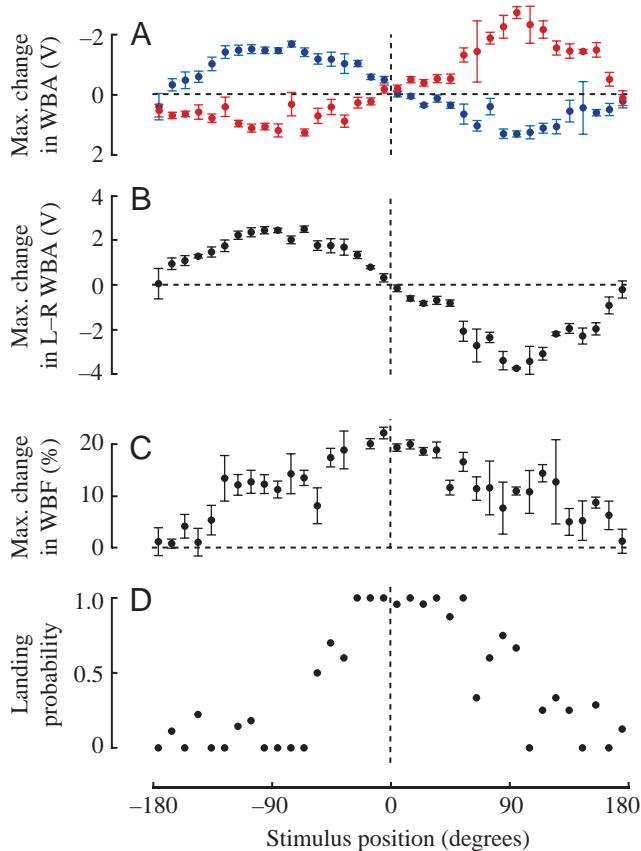 A
Max. change
in WBA (V)
–2
0
2
B
Max. change
in L–R WBA (V)
4
2
0
–2
–4
C
Max. change
in WBF (%)
20
10
0
D
Landing
probability
1.0
0.5
0
–180
–90
0
90
180
Stimulus position (degrees)